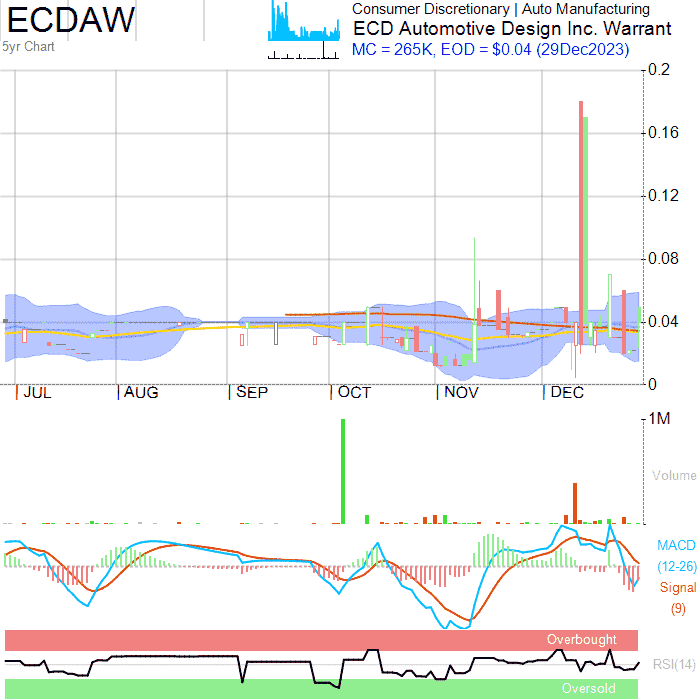 ECDAW
5yr Chart
Consumer Discretionary | Auto Manufacturing
ECD Automotive Design Inc. Warrant
MC = 265K, EOD = $0.04 (29Dec2023)
0.2
0.16
0.12
0.08
0.04
0
JUL
AUG
SEP
OCT
NOV
DEC
1M
Volume
MACD
(12-26)
Signal
(9)
Overbought
RSI(14)
Oversold